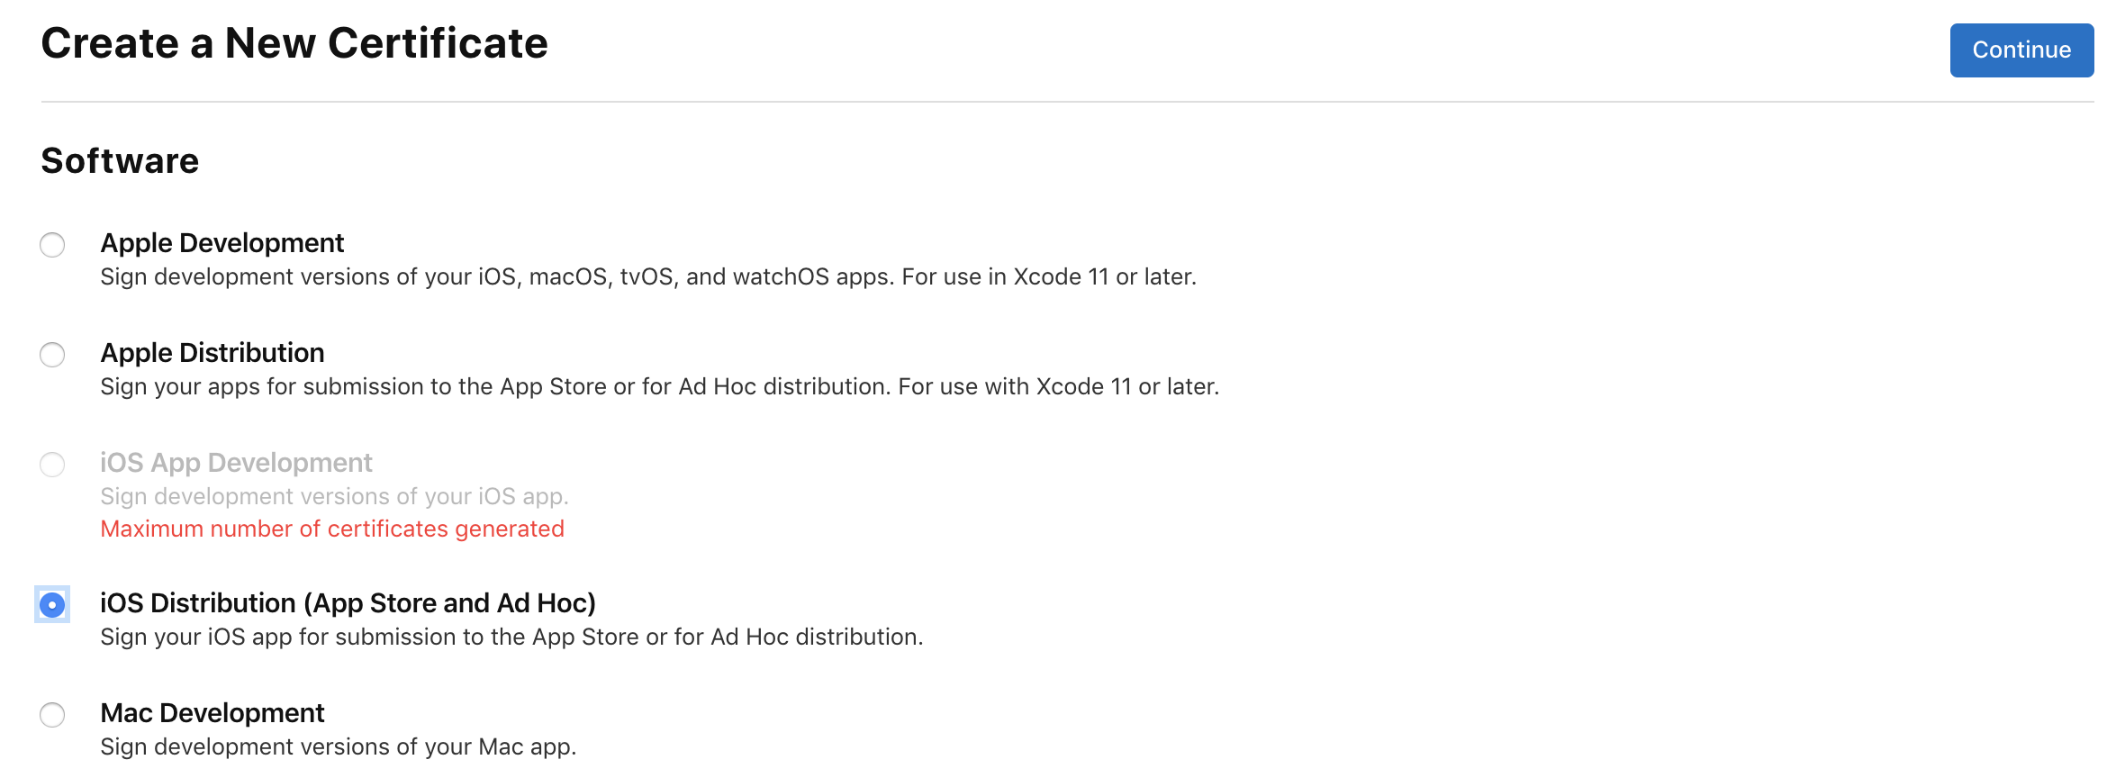 Create a New Certificate
Continue
Software
Apple Development
Sign development versions of your iOS, macOS, tvOS, and watchOS apps. For use in Xcode 11 or later.
Apple Distribution
Sign your apps for submission to the App Store or for Ad Hoc distribution. For use with Xcode 11 or later.
iOS App Development
Sign development versions of your iOS app.
Maximum number of certificates generated
iOS Distribution (App Store and Ad Hoc)
Sign your iOS app for submission to the App Store or for Ad Hoc distribution.
Mac Development
Sign development versions of your Mac app.